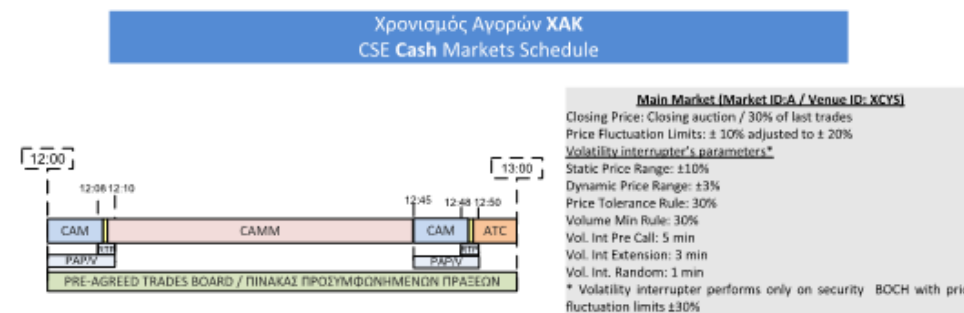 Χρονισμός Αγορών ΧΑΚ
CSE Cash Markets Schedule
Main Market (Market ID:A / Venue ID: XCYS)
Closing Price: Closing auction / 30% of last trades
Price Fluctuation Limits: ± 10% adjusted to ± 20%
Volatility interrupter's parameters*
Static Price Range: ±10%
Dynamic Price Range: ±3%
Price Tolerance Rule: 30%
Volume Min Rule: 30%
Vol. Int Pre Call: 5 min
Vol. Int Extension: 3 min
Vol. Int. Random: 1 min
* Volatility interrupter performs only on security BOCH with
fluctuation limits ±30%
12:00
13:00
12:08 12:10
12:45 12:48 12:50
CAM CAMM CAM ATC
PAP/V PAP/V
PRE-AGREED TRADES BOARD / ΠΙΝΑΚΑΣ ΠΡΟΣΥΜΦΩΝΗΜΕΝΩΝ ΠΡΑΞΕΩΝ